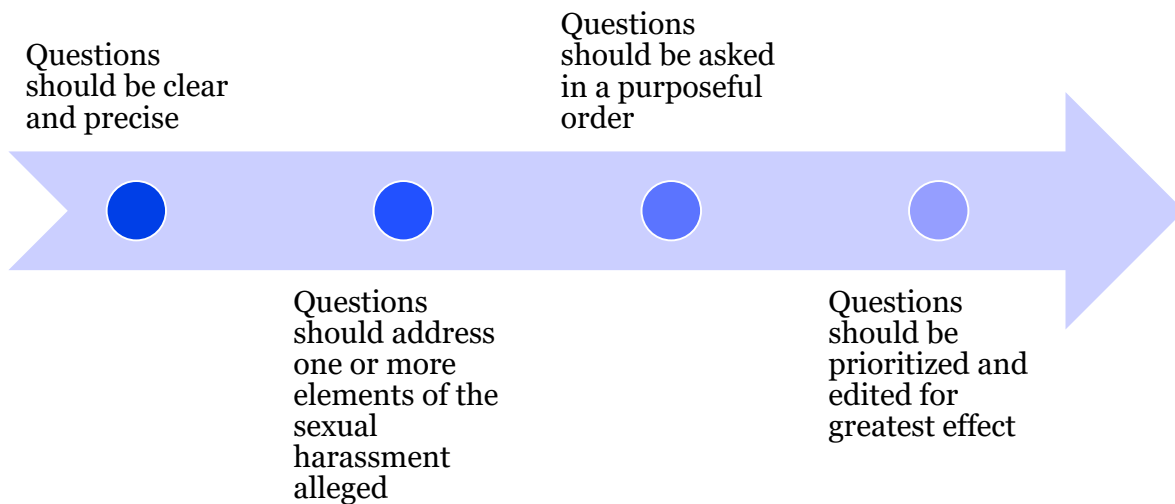 Questions
should be clear
and precise
Questions
should address
one or more
elements of the
sexual
harassment
alleged
Questions
should be asked
in a purposeful
order
Questions
should be
prioritized and
edited for
greatest effect